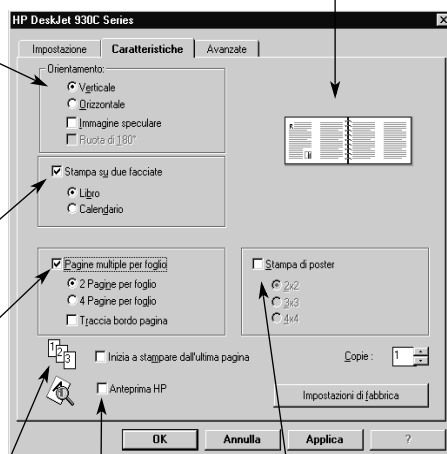 HP DeskJet 930C Series
Impostazione Caratteristiche Avanzate
Orientamento:
Verticale
Orizzontale
Immagine speculare
Ruota di 180°
Stampa su due facciate
Libro
Calendario
Pagine multiple per foglio
2 Pagine per foglio
4 Pagine per foglio
Traccia bordo pagina
Stampa di poster
2x2
3x3
4x4
1 2 3
Inizia a stampare dall'ultima pagina
Copie : 1
Anteprima HP
Impostazioni di fabbrica
OK Annulla Applica ?